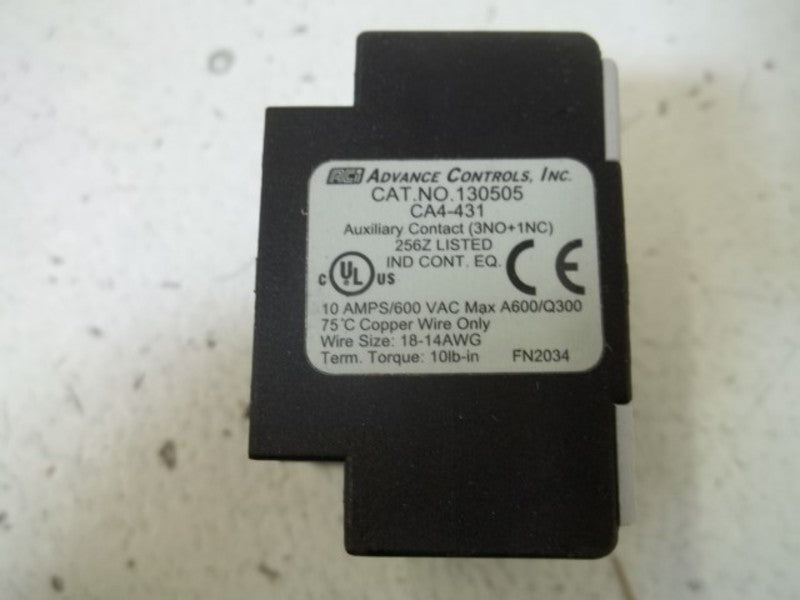 ACI ADVANCE CONTROLS, INC.
CAT.NO.130505
CA4-431
Auxiliary Contact (3NO+1NC)
256Z LISTED
IND CONT. EQ.
C UL US CE
10 AMPS/600 VAC Max A600/Q300
75°C Copper Wire Only
Wire Size: 18-14AWG
Term. Torque: 10lb-in FN2034